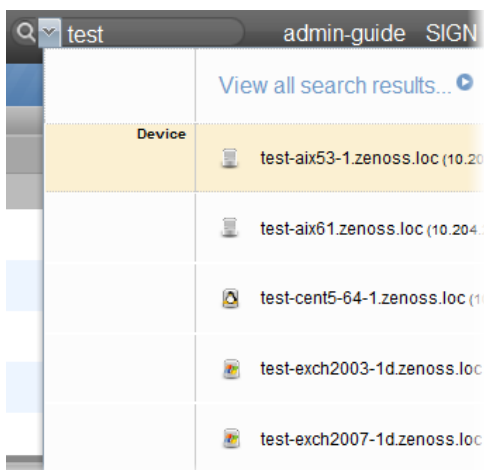 test admin-guide SIGN
View all search results...
Device
test-aix53-1.zenoss.loc (10.20
test-aix61.zenoss.loc (10.204.
test-cent5-64-1.zenoss.loc (1
test-exch2003-1d.zenoss.loc
test-exch2007-1d.zenoss.loc